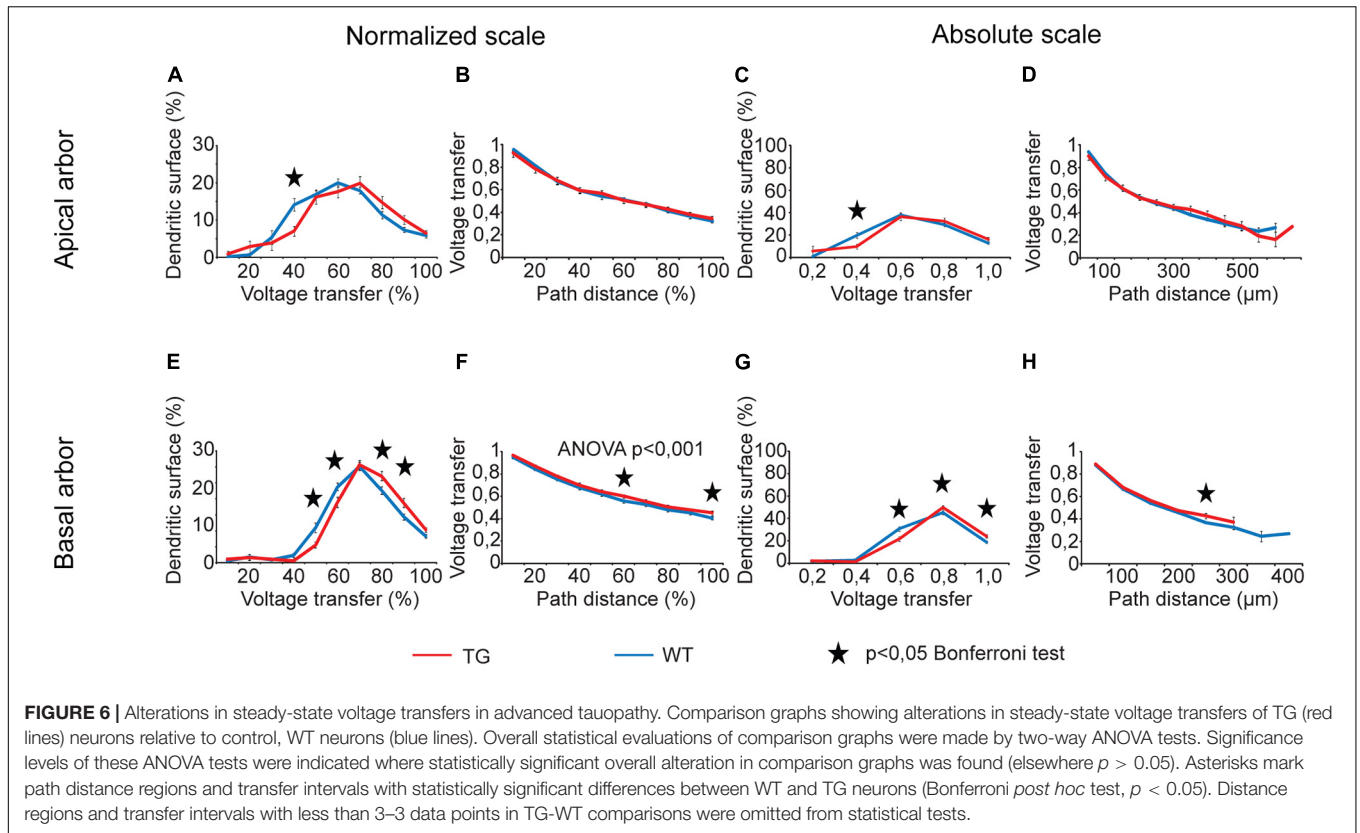 Normalized scale
Absolute scale
Apical arbor
A
Dendritic surface (%)
30
20
10
0
★
20 40 60 80 100
Voltage transfer (%)
B
Voltage transfer
1
0,8
0,6
0,4
0,2
0
20 40 60 80 100
Path distance (%)
C
Dendritic surface (%)
100
80
60
40
20
0
★
0,2 0,4 0,6 0,8 1,0
Voltage transfer
D
Voltage transfer
1
0,8
0,6
0,4
0,2
0
100 300 500
Path distance (µm)
Basal arbor
E
Dendritic surface (%)
30
20
10
0
★ ★ ★ ★
20 40 60 80 100
Voltage transfer (%)
F
Voltage transfer
1
0,8
0,6
0,4
0,2
0
ANOVA p<0,001
★ ★
20 40 60 80 100
Path distance (%)
G
Dendritic surface (%)
100
80
60
40
20
0
★ ★ ★
0,2 0,4 0,6 0,8 1,0
Voltage transfer
H
Voltage transfer
1
0,8
0,6
0,4
0,2
0
★
100 200 300 400
Path distance (µm)
TG
WT
★ p<0,05 Bonferroni test
FIGURE 6 | Alterations in steady-state voltage transfers in advanced tauopathy. Comparison graphs showing alterations in steady-state voltage transfers of TG (red
lines) neurons relative to control, WT neurons (blue lines). Overall statistical evaluations of comparison graphs were made by two-way ANOVA tests. Significance
levels of these ANOVA tests were indicated where statistically significant overall alteration in comparison graphs was found (elsewhere p > 0.05). Asterisks mark
path distance regions and transfer intervals with statistically significant differences between WT and TG neurons (Bonferroni post hoc test, p < 0.05). Distance
regions and transfer intervals with less than 3–3 data points in TG-WT comparisons were omitted from statistical tests.